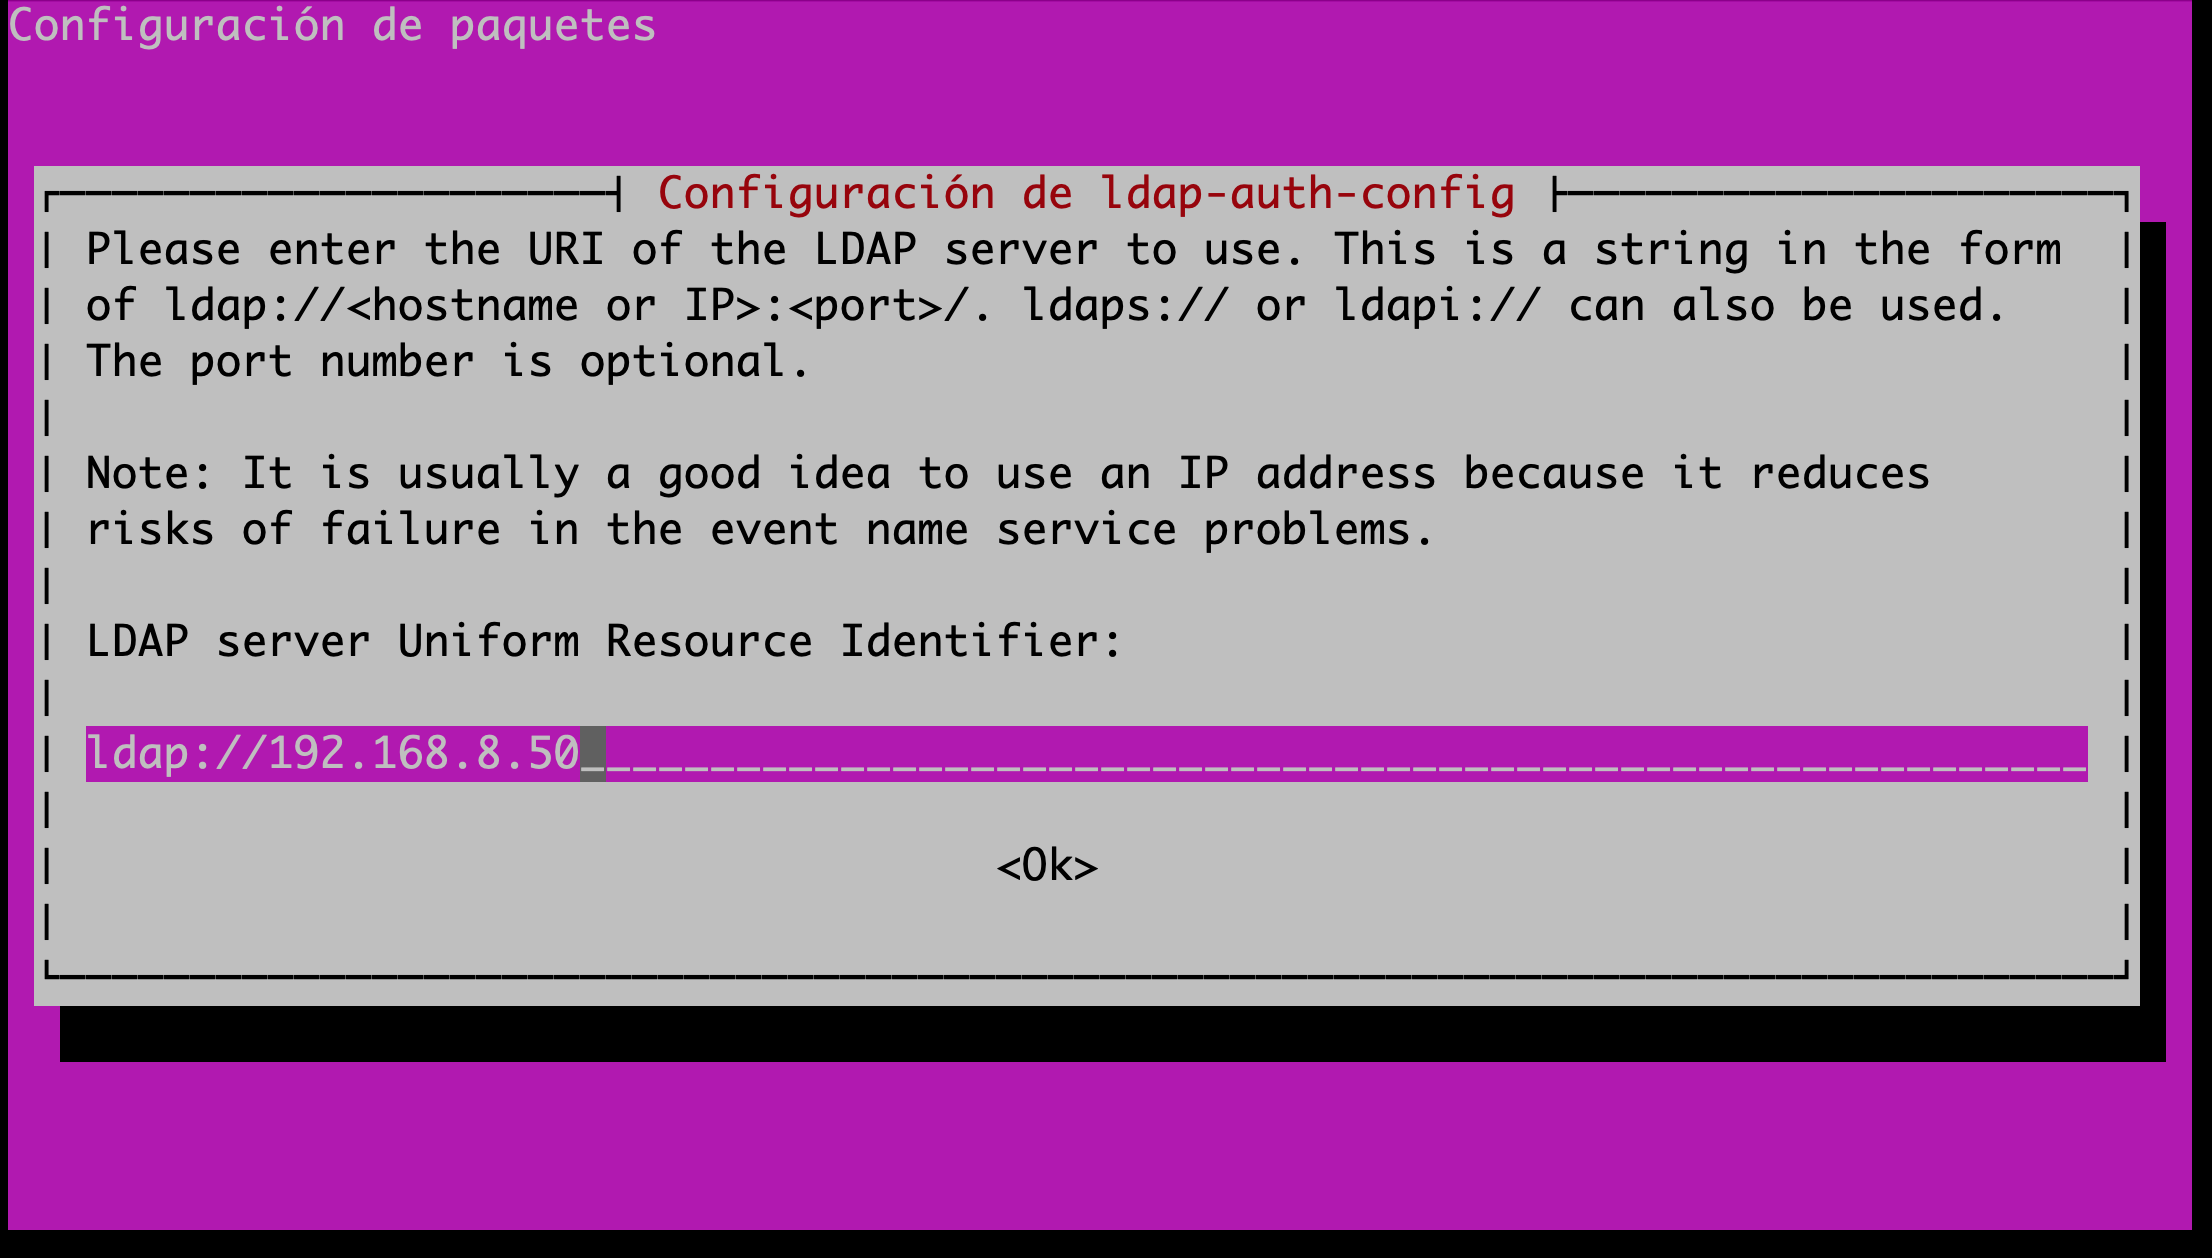 Configuración de paquetes
Configuración de ldap-auth-config
Please enter the URI of the LDAP server to use. This is a string in the form
of ldap://<hostname or IP>:<port>/. ldaps:// or ldapi:// can also be used.
The port number is optional.
Note: It is usually a good idea to use an IP address because it reduces
risks of failure in the event name service problems.
LDAP server Uniform Resource Identifier:
ldap://192.168.8.50
<Ok>